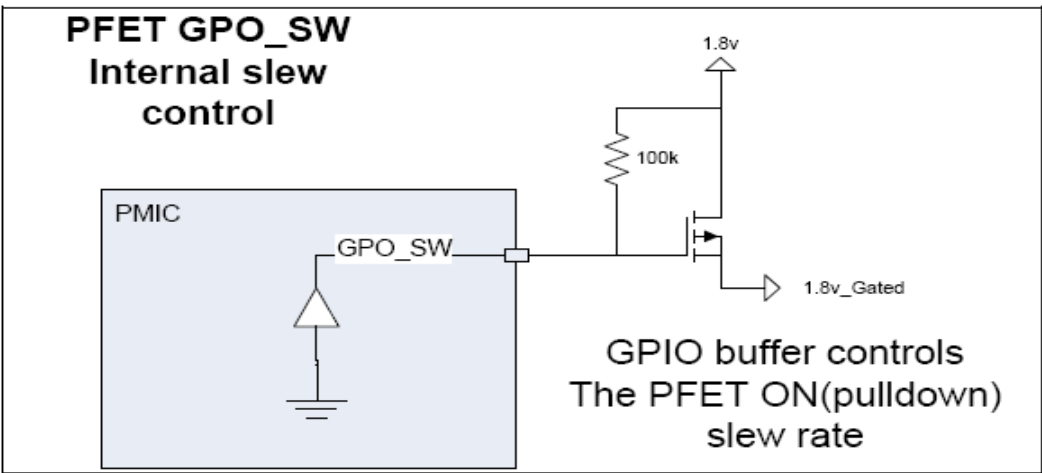 PFET GPO_SW
Internal slew
control
1.8v
100k
PMIC
GPO_SW
1.8v_Gated
GPIO buffer controls
The PFET ON(pulldown)
slew rate